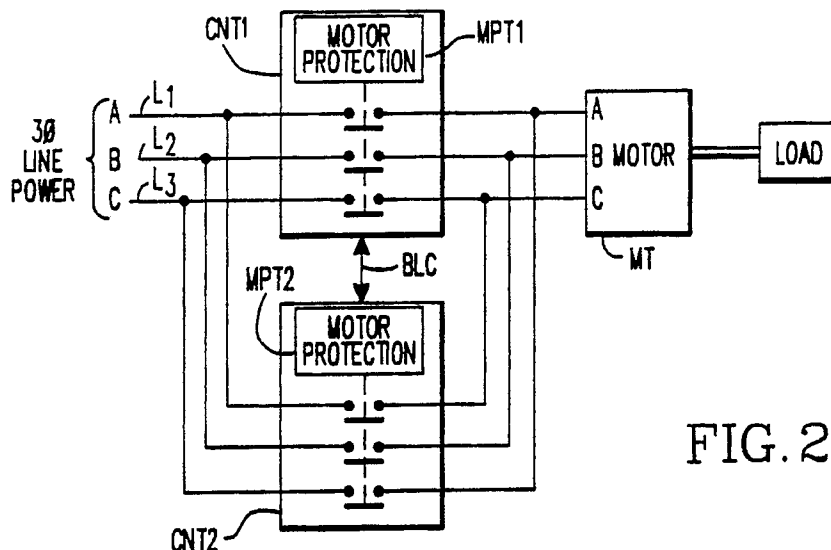 CNT1
MOTOR
PROTECTION
MPT1
3Ø
LINE
POWER
A
L1
B
L2
C
L3
A
B
C
MOTOR
LOAD
MT
BLC
MPT2
MOTOR
PROTECTION
CNT2
FIG. 2